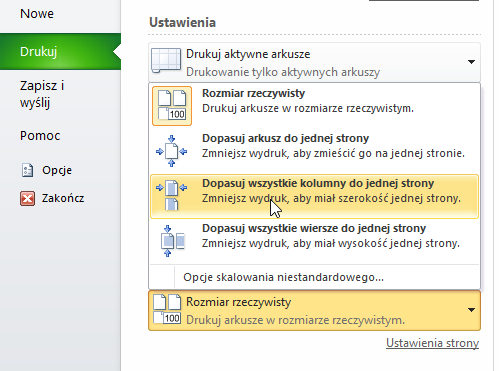 Nowe
Drukuj
Zapisz i
wyślij
Pomoc
Opcje
Zakończ
Ustawienia
Drukuj aktywne arkusze
Drukowanie tylko aktywnych arkuszy
Rozmiar rzeczywisty
Drukuj arkusze w rozmiarze rzeczywistym.
100
Dopasuj arkusz do jednej strony
Zmniejsz wydruk, aby zmieścić go na jednej stronie.
Dopasuj wszystkie kolumny do jednej strony
Zmniejsz wydruk, aby miał szerokość jednej strony.
Dopasuj wszystkie wiersze do jednej strony
Zmniejsz wydruk, aby miał wysokość jednej strony.
Opcje skalowania niestandardowego...
Rozmiar rzeczywisty
Drukuj arkusze w rozmiarze rzeczywistym.
100
Ustawienia strony